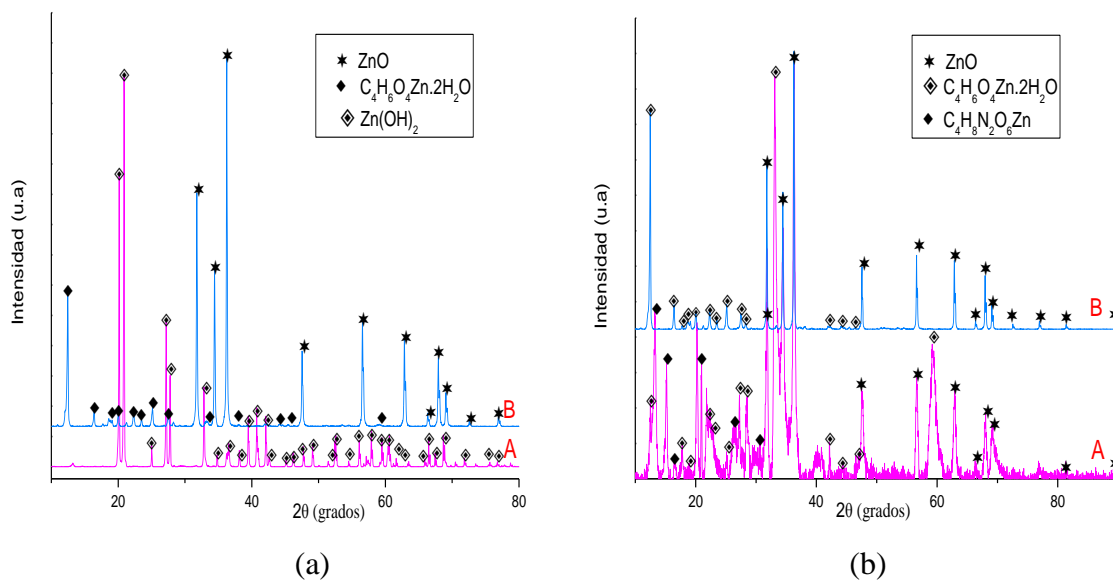 ZnO
C₄H₆O₄Zn.2H₂O
Zn(OH)₂
Intensidad (u.a)
B
A
20
40
60
80
2θ (grados)
(a)
ZnO
C₄H₆O₄Zn.2H₂O
C₄H₈N₂O₆Zn
Intensidad (u.a)
B
A
20
40
60
80
2θ (grados)
(b)